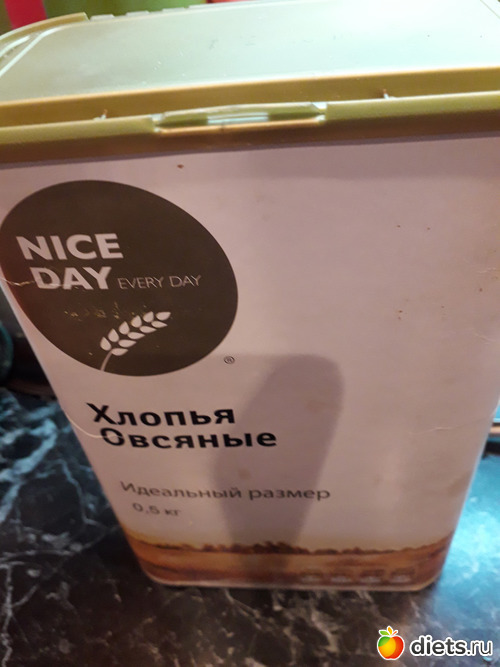 NICE
DAY EVERY DAY
®
Хлопья
Овсяные
Идеальный размер
0,5 кг
diets.ru